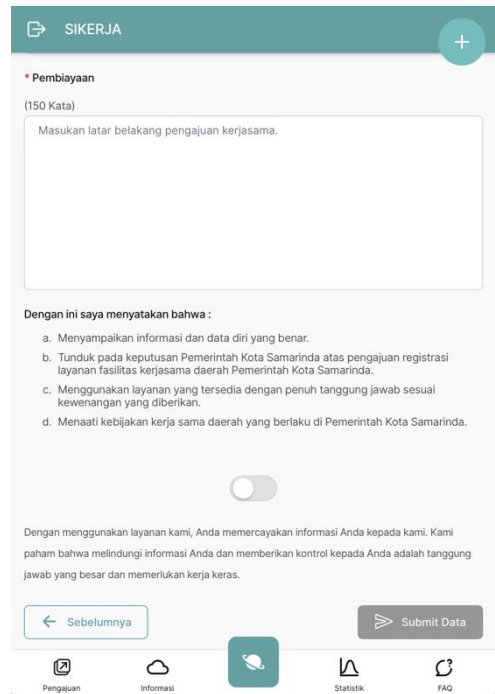 SIKERJA
* Pembiayaan
(150 Kata)
Masukan latar belakang pengajuan kerjasama.
Dengan ini saya menyatakan bahwa :
a. Menyampaikan informasi dan data diri yang benar.
b. Tunduk pada keputusan Pemerintah Kota Samarinda atas pengajuan registrasi
layanan fasilitas kerjasama daerah Pemerintah Kota Samarinda.
c. Menggunakan layanan yang tersedia dengan penuh tanggung jawab sesuai
kewenangan yang diberikan.
d. Menaati kebijakan kerja sama daerah yang berlaku di Pemerintah Kota Samarinda.
Dengan menggunakan layanan kami, Anda memercayakan informasi Anda kepada kami. Kami
paham bahwa melindungi informasi Anda dan memberikan kontrol kepada Anda adalah tanggung
jawab yang besar dan memerlukan kerja keras.
Sebelumnya
Submit Data
Pengajuan
Informasi
Statistik
FAQ